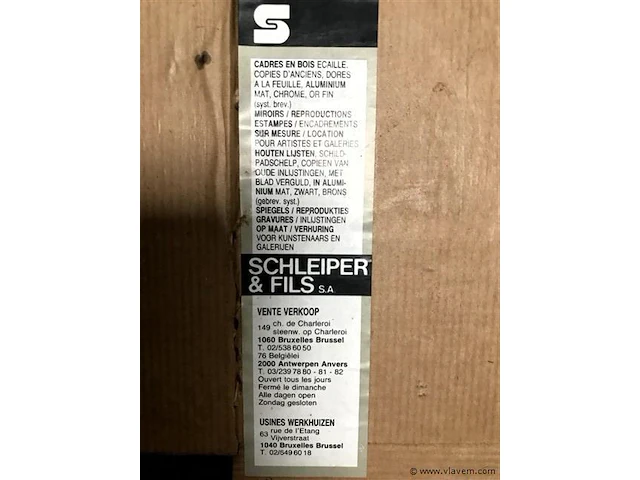 S
CADRES EN BOIS ECAILLE.
COPIES D'ANCIENS, DORES
A LA FEUILLE, ALUMINIUM
MAT, CHROME, OR FIN
(syst. brev.)
MIROIRS / REPRODUCTIONS
ESTAMPES / ENCADREMENTS
SUR MESURE / LOCATION
POUR ARTISTES ET GALERIES
HOUTEN LIJSTEN, SCHILD-
PADSCHELP, COPIEEN VAN
OUDE INLIJSTINGEN, MET
BLAD VERGULD, IN ALUMI-
NIUM MAT, ZWART, BRONS
(gebrev. syst.)
SPIEGELS / REPRODUKTIES
GRAVURES / INLIJSTINGEN
OP MAAT / VERHURING
VOOR KUNSTENAARS EN
GALERIJEN
SCHLEIPER
& FILS S.A
VENTE VERKOOP
149 ch. de Charleroi
steenw. op Charleroi
1060 Bruxelles Brussel
T. 02/538 60 50
76 Belgiëlei
2000 Antwerpen Anvers
T. 03/239 78 80 - 81 - 82
Ouvert tous les jours
Fermé le dimanche
Alle dagen open
Zondag gesloten
USINES WERKHUIZEN
63 rue de l'Etang
Vijverstraat
1040 Bruxelles Brussel
T. 02/649 60 18
© www.vlavem.com